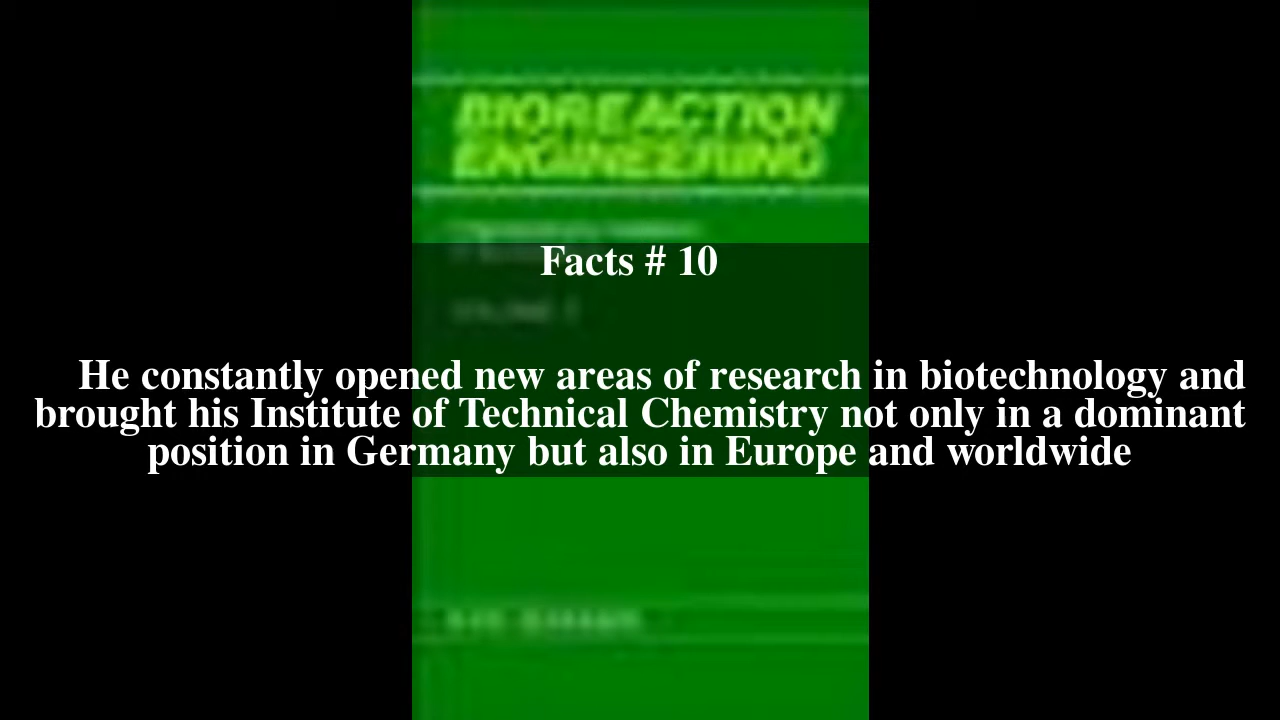 BIOREACTION
ENGINEERING
Facts # 10
He constantly opened new areas of research in biotechnology and
brought his Institute of Technical Chemistry not only in a dominant
position in Germany but also in Europe and worldwide